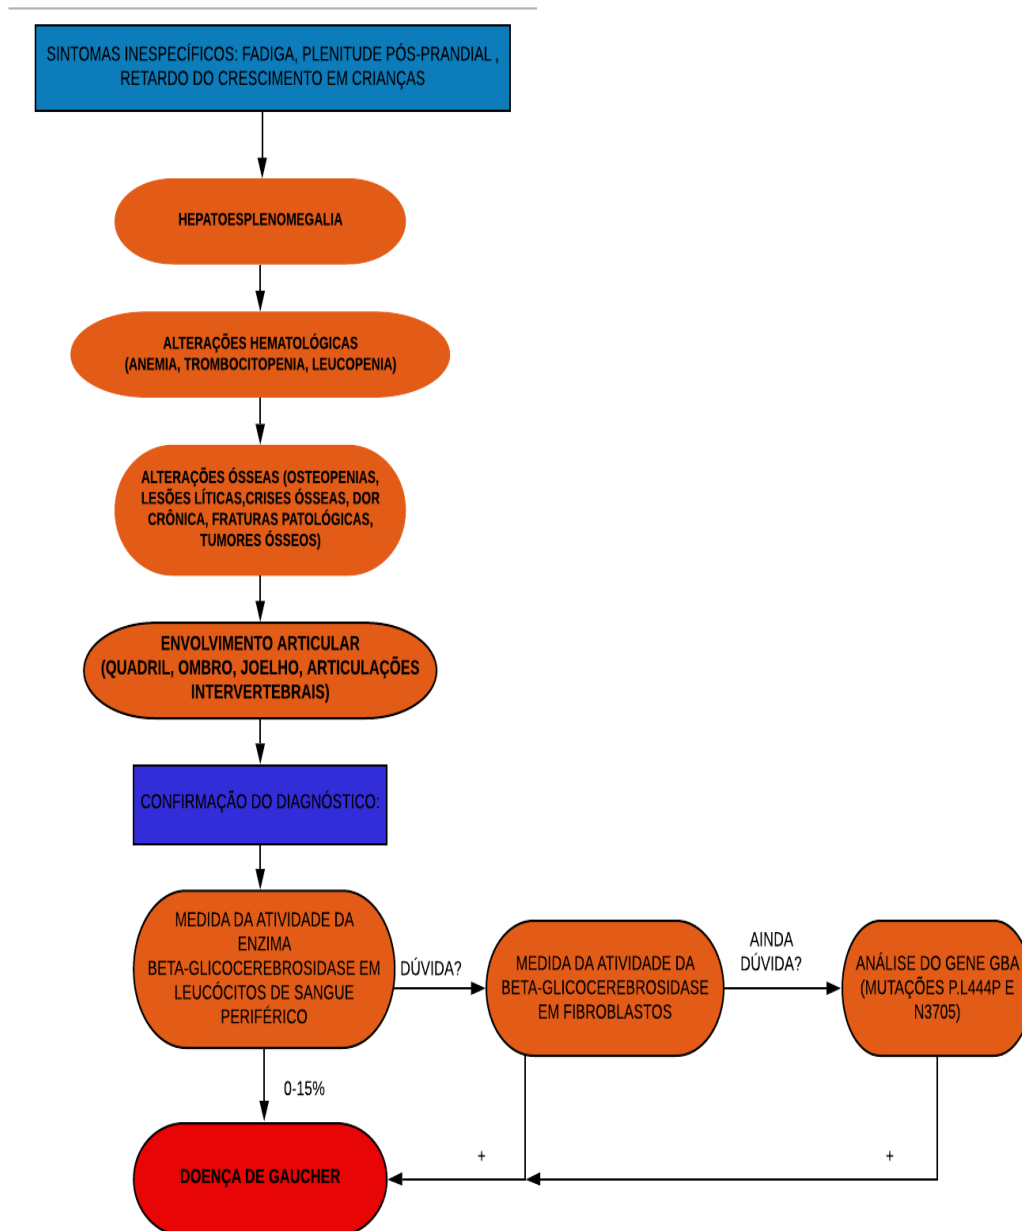 SINTOMAS INESPECÍFICOS: FADIGA, PLENITUDE PÓS-PRANDIAL ,
RETARDO DO CRESCIMENTO EM CRIANÇAS
HEPATOESPLENOMEGALIA
ALTERAÇÕES HEMATOLÓGICAS
(ANEMIA, TROMBOCITOPENIA, LEUCOPENIA)
ALTERAÇÕES ÓSSEAS (OSTEOPENIAS,
LESÕES LÍTICAS,CRISES ÓSSEAS, DOR
CRÔNICA, FRATURAS PATOLÓGICAS,
TUMORES ÓSSEOS)
ENVOLVIMENTO ARTICULAR
(QUADRIL, OMBRO, JOELHO, ARTICULAÇÕES
INTERVERTEBRAIS)
CONFIRMAÇÃO DO DIAGNÓSTICO:
MEDIDA DA ATIVIDADE DA
ENZIMA
BETA-GLICOCEREBROSIDASE EM
LEUCÓCITOS DE SANGUE
PERIFÉRICO
DÚVIDA?
MEDIDA DA ATIVIDADE DA
BETA-GLICOCEREBROSIDASE
EM FIBROBLASTOS
AINDA
DÚVIDA?
ANÁLISE DO GENE GBA
(MUTAÇÕES P.L444P E
N3705)
0-15%
+
+
DOENÇA DE GAUCHER